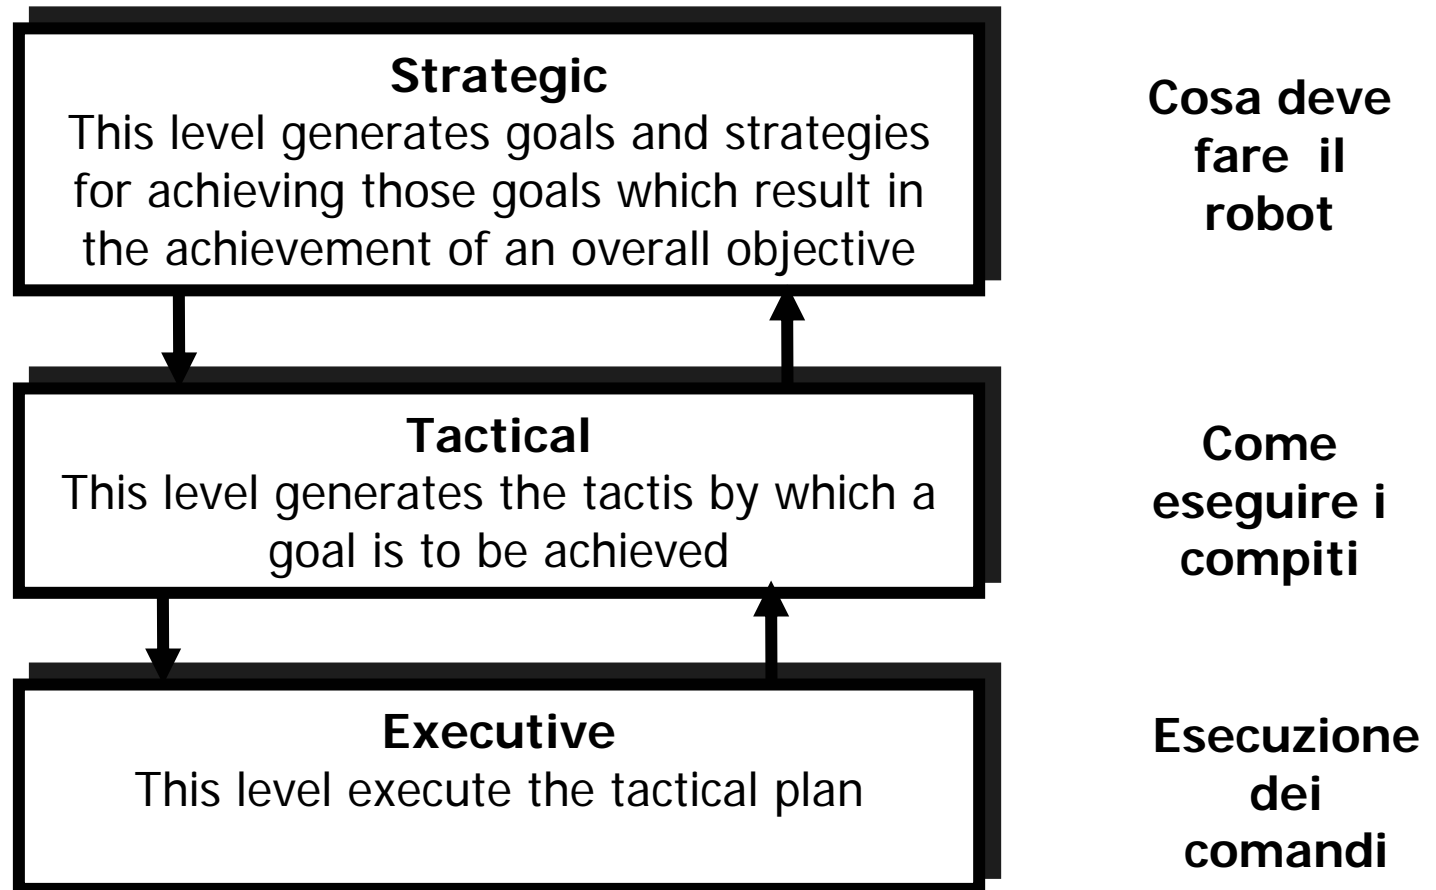 Strategic
This level generates goals and strategies
for achieving those goals which result in
the achievement of an overall objective
Cosa deve
fare il
robot
Tactical
This level generates the tactis by which a
goal is to be achieved
Come
eseguire i
compiti
Executive
This level execute the tactical plan
Esecuzione
dei
comandi